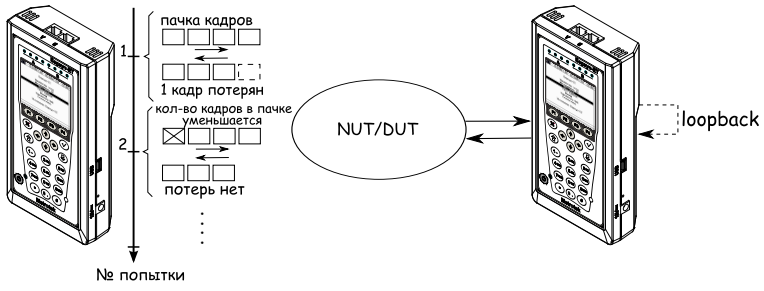 пачка кадров
1
1 кадр потерян
кол-во кадров в пачке
уменьшается
2
потерь нет
№ попытки
NUT/DUT
loopback